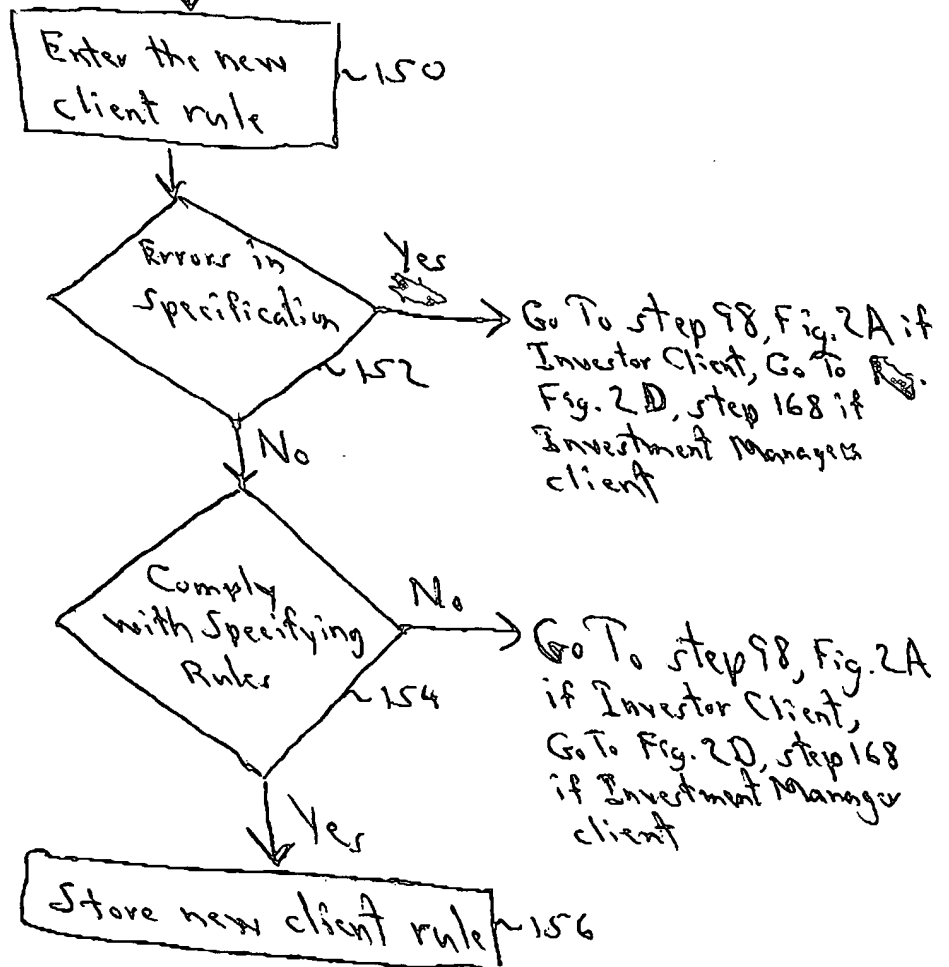 Enter the new
client rule
~150
Errors in
Specification
~152
Yes
Go To step 98, Fig. 2A if
Investor Client, Go To
Fig. 2D, step 168 if
Investment Managers
client
No
Comply
with Specifying
Rules
~154
No
Go To step 98, Fig. 2A
if Investor Client,
Go To Fig. 2D, step 168
if Investment Manager
client
Yes
Store new client rule
~156